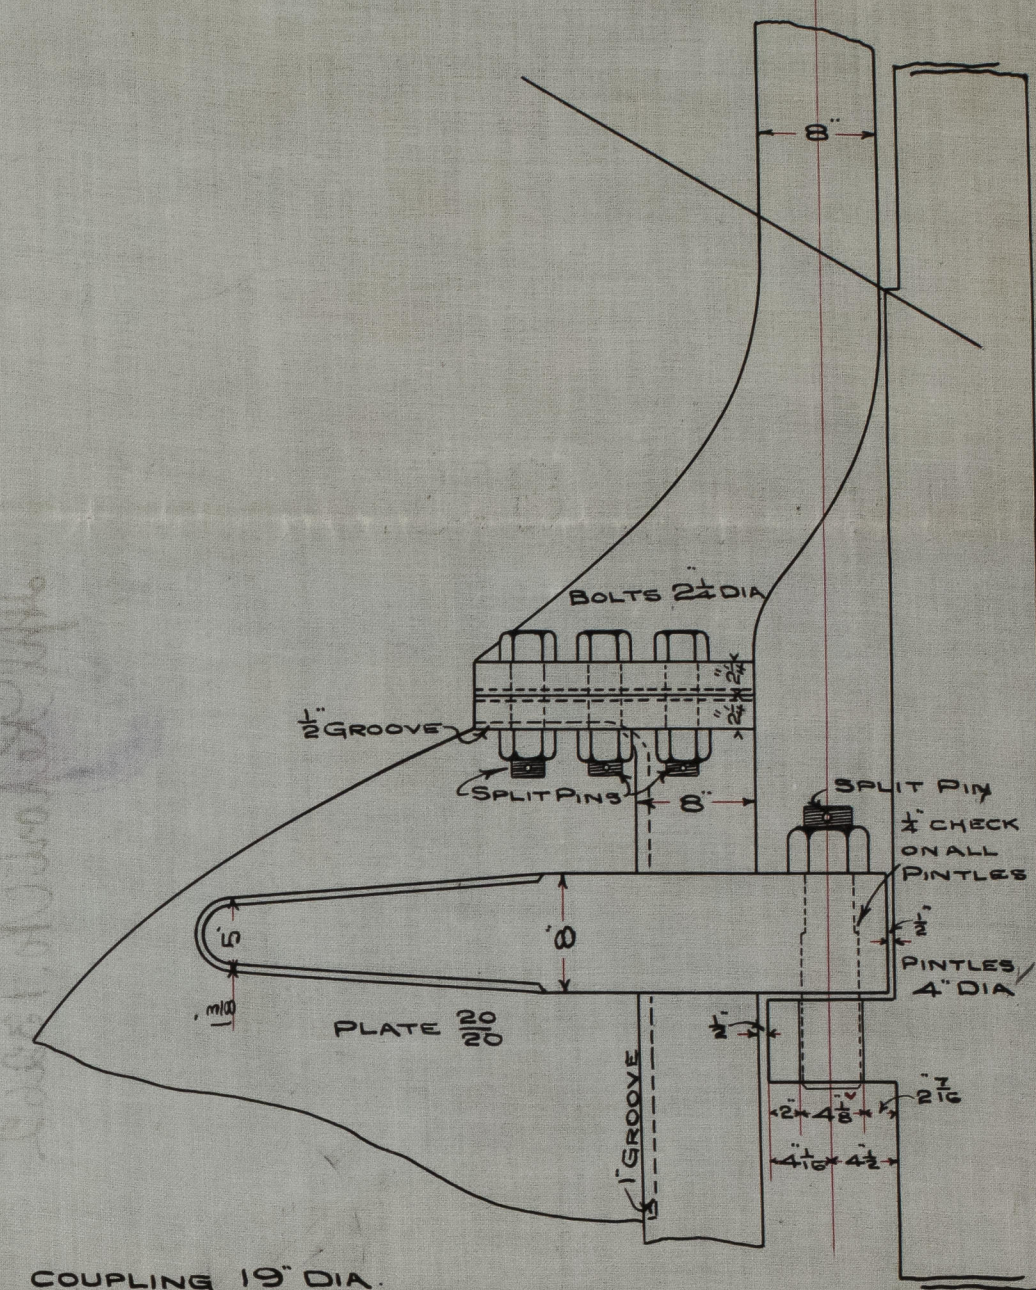 8"
BOLTS 2¼" DIA
2¼"
2¼"
½" GROOVE
SPLIT PINS
8"
SPLIT PIN
¼" CHECK
ON ALL
PINTLES
5"
8"
½"
PINTLES
4" DIA
1⅜"
PLATE 20/20
½"
1" GROOVE
2" 4⅛" 2 7/16"
4 1/16" 4½"
COUPLING 19" DIA.